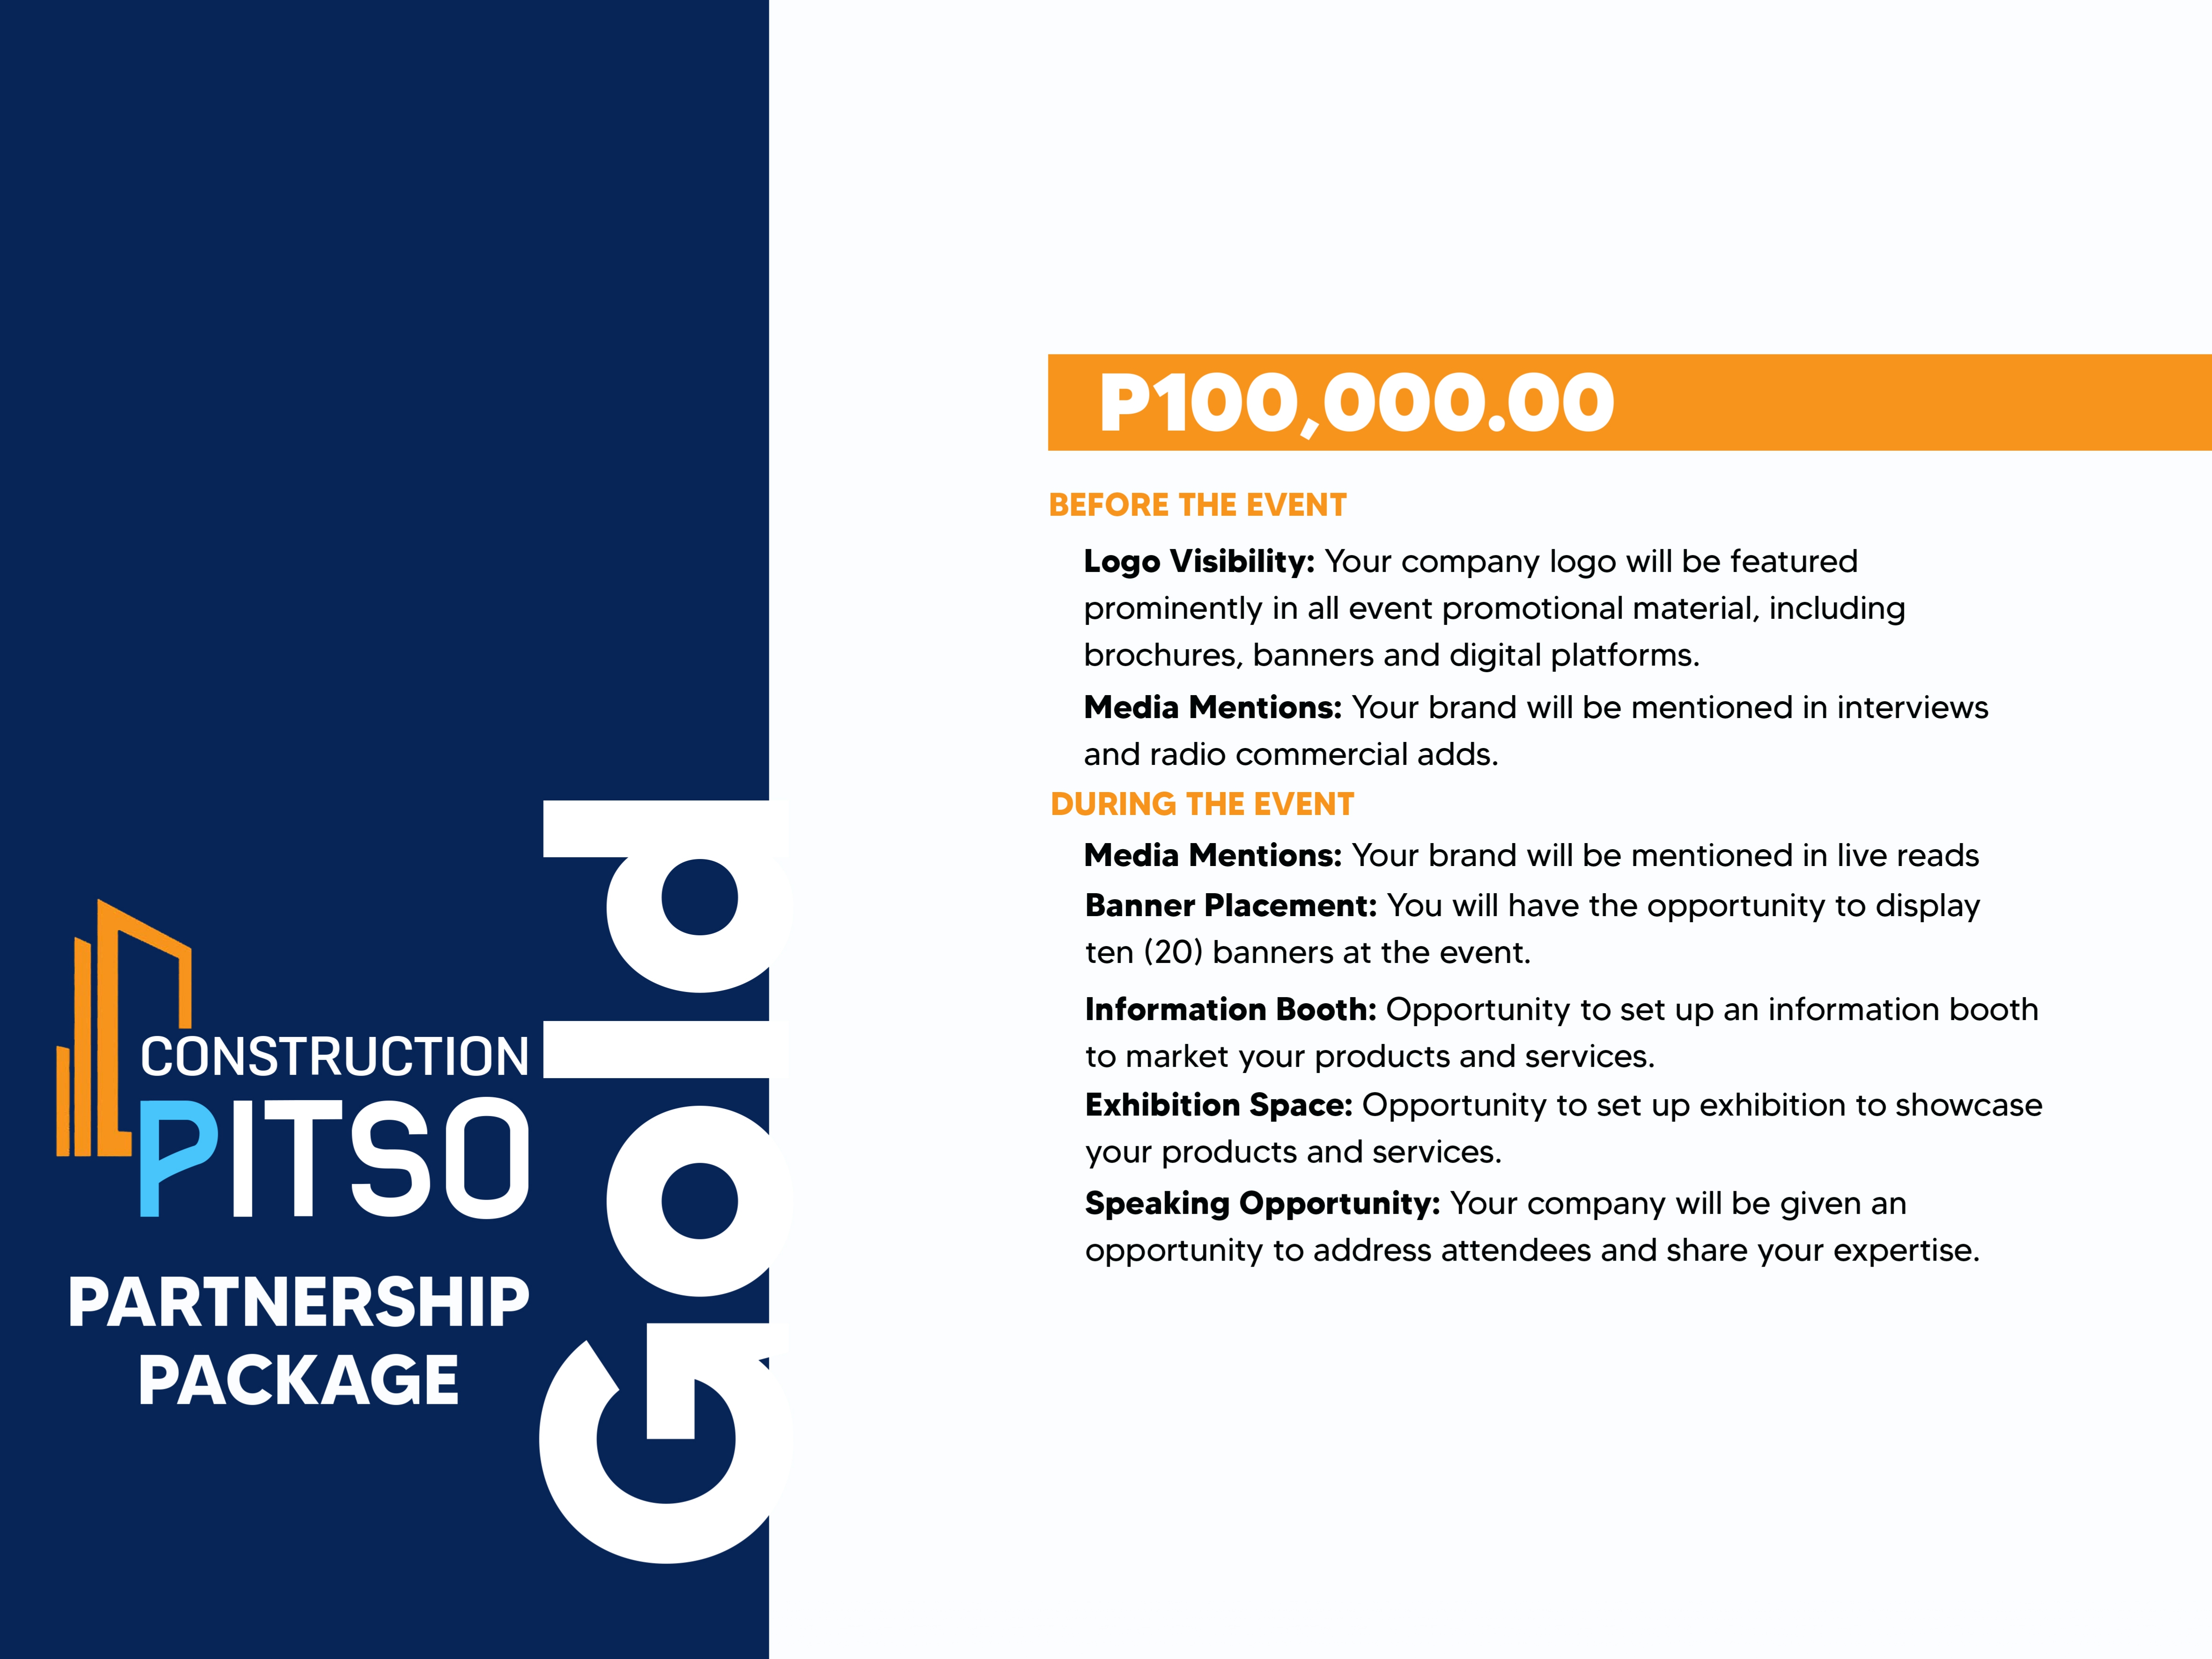 CONSTRUCTION
PITSO
PARTNERSHIP
PACKAGE
Gold
P100,000.00
BEFORE THE EVENT
Logo Visibility: Your company logo will be featured
prominently in all event promotional material, including
brochures, banners and digital platforms.
Media Mentions: Your brand will be mentioned in interviews
and radio commercial adds.
DURING THE EVENT
Media Mentions: Your brand will be mentioned in live reads
Banner Placement: You will have the opportunity to display
ten (20) banners at the event.
Information Booth: Opportunity to set up an information booth
to market your products and services.
Exhibition Space: Opportunity to set up exhibition to showcase
your products and services.
Speaking Opportunity: Your company will be given an
opportunity to address attendees and share your expertise.